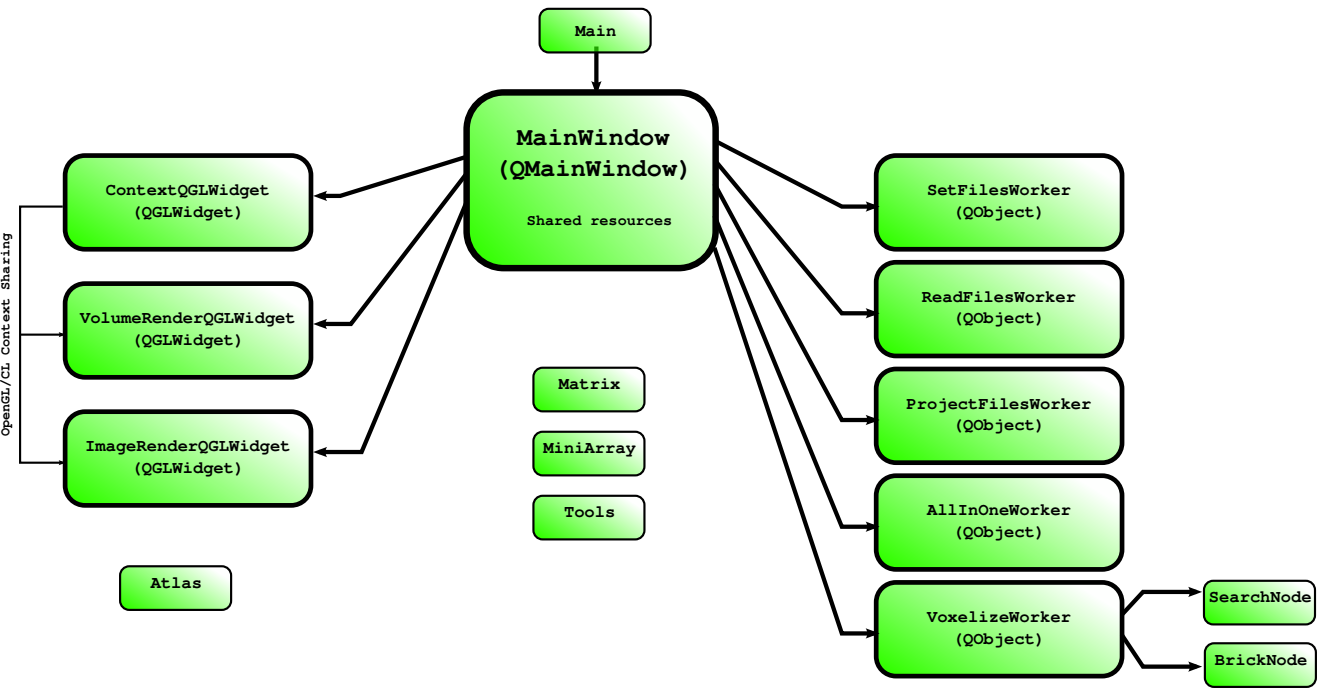 Main
MainWindow
(QMainWindow)
Shared resources
OpenGL/CL Context Sharing
ContextQGLWidget
(QGLWidget)
VolumeRenderQGLWidget
(QGLWidget)
ImageRenderQGLWidget
(QGLWidget)
Atlas
Matrix
MiniArray
Tools
SetFilesWorker
(QObject)
ReadFilesWorker
(QObject)
ProjectFilesWorker
(QObject)
AllInOneWorker
(QObject)
VoxelizeWorker
(QObject)
SearchNode
BrickNode